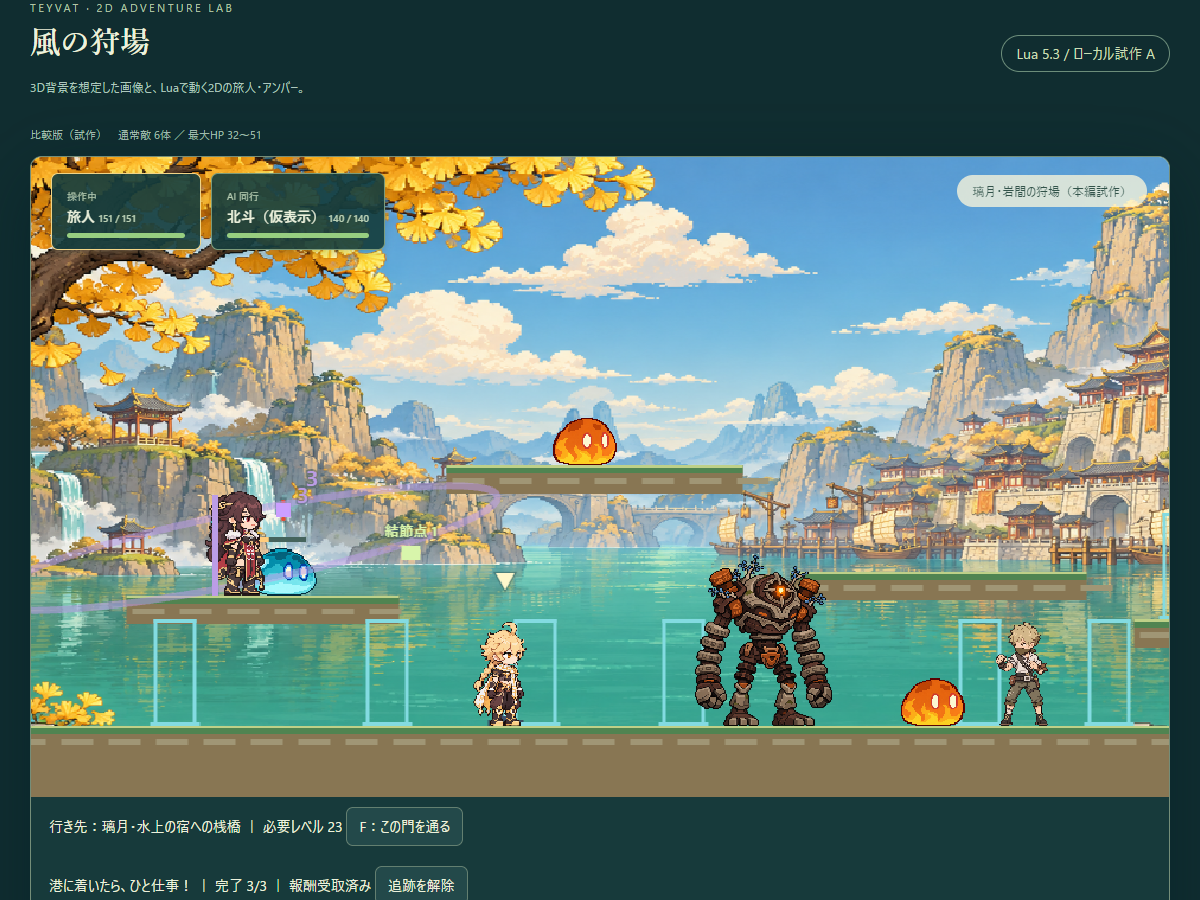 TEYVAT · 2D ADVENTURE LAB
風の狩場
Lua 5.3 / ローカル試作 A
3D背景を想定した画像と、Luaで動く2Dの旅人・アンバー。
比較版（試作） 通常敵 6体 ／ 最大HP 32〜51
操作中
旅人 151 / 151
AI 同行
北斗（仮表示） 140 / 140
璃月・岩間の狩場（本編試作）
3
3
結節点
行き先：璃月・水上の宿への桟橋 ｜ 必要レベル 23 F：この門を通る
港に着いたら、ひと仕事！ ｜ 完了 3/3 ｜ 報酬受取済み 追跡を解除